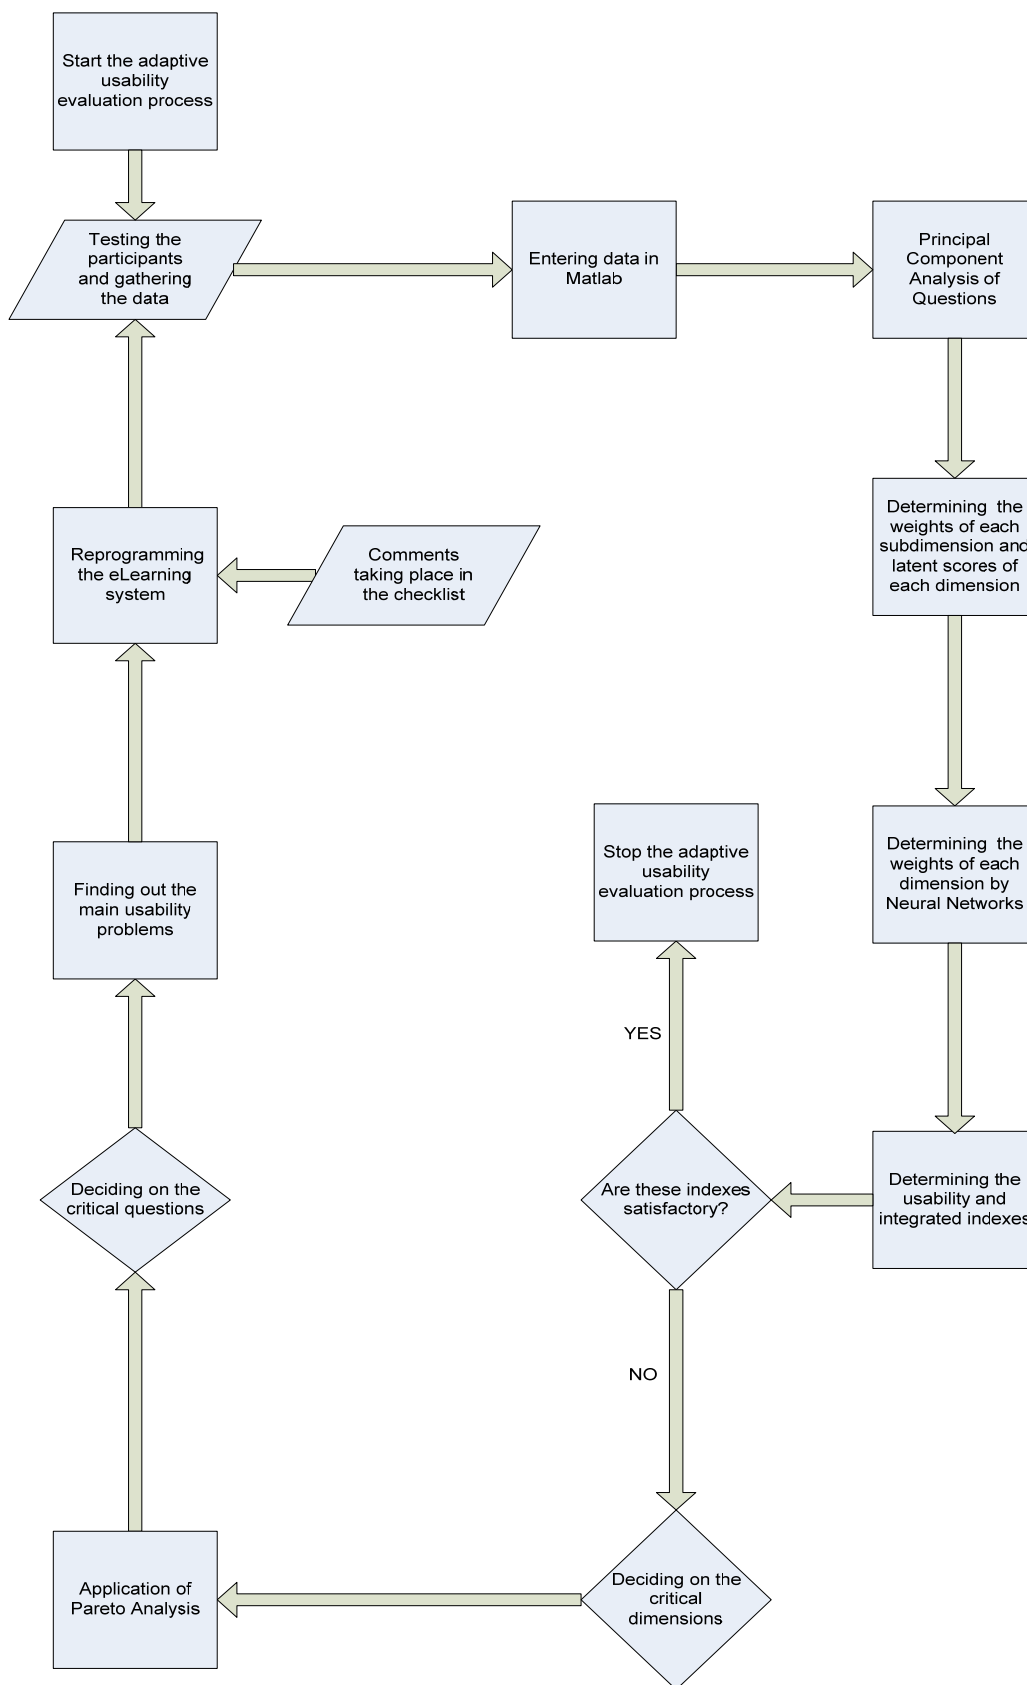 Start the adaptive
usability
evaluation process
Testing the
participants
and gathering
the data
Entering data in
Matlab
Principal
Component
Analysis of
Questions
Determining the
weights of each
subdimension and
latent scores of
each dimension
Reprogramming
the eLearning
system
Comments
taking place in
the checklist
Determining the
weights of each
dimension by
Neural Networks
Stop the adaptive
usability
evaluation process
Finding out the
main usability
problems
YES
Determining the
usability and
integrated indexes
Are these indexes
satisfactory?
Deciding on the
critical questions
NO
Deciding on the
critical
dimensions
Application of
Pareto Analysis